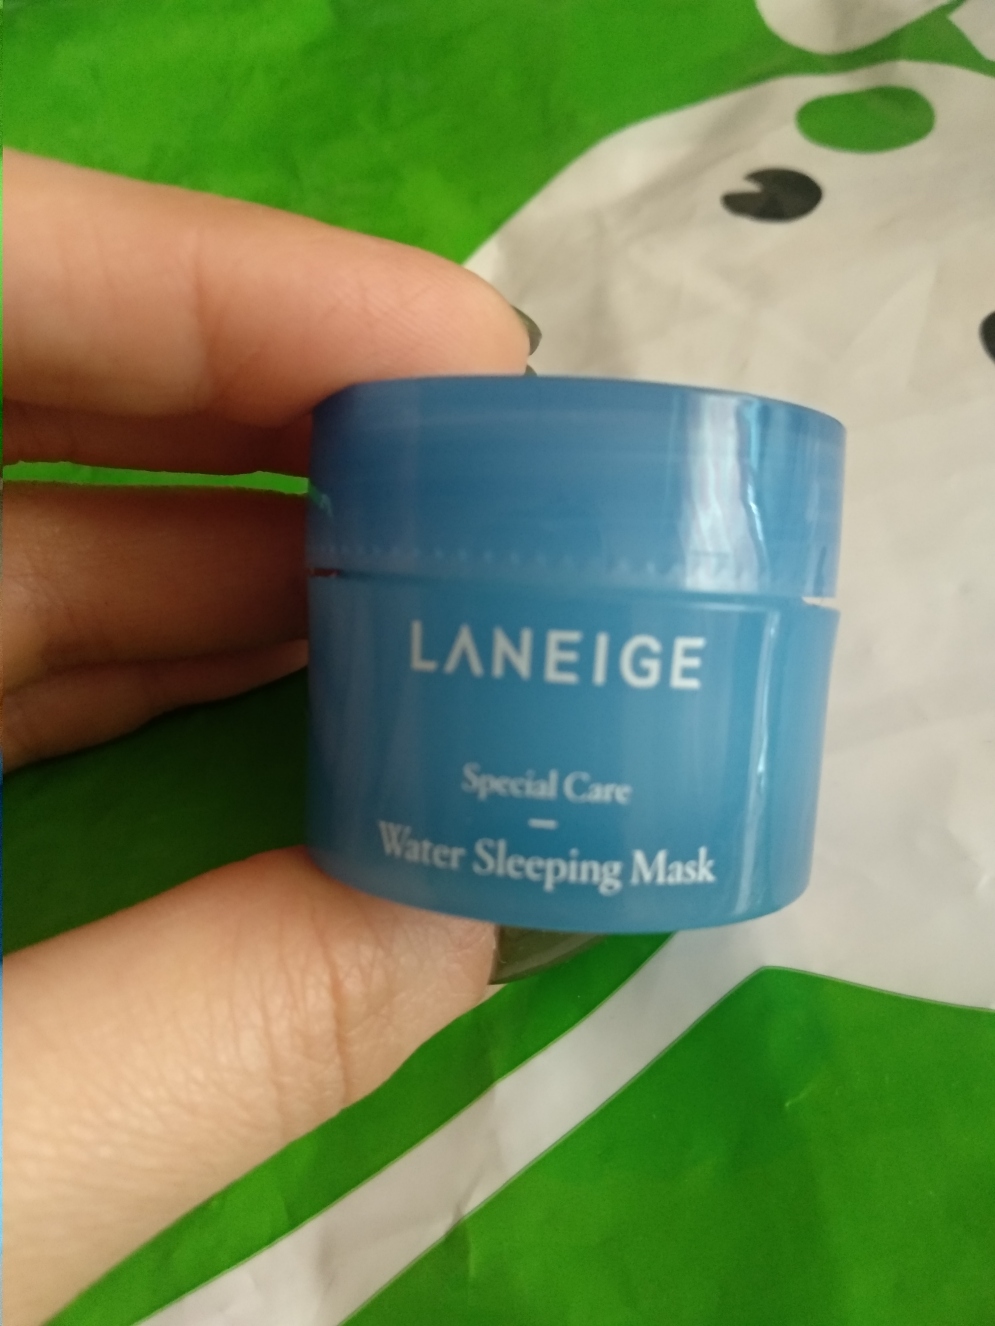 LANEIGE
Special Care
Water Sleeping Mask